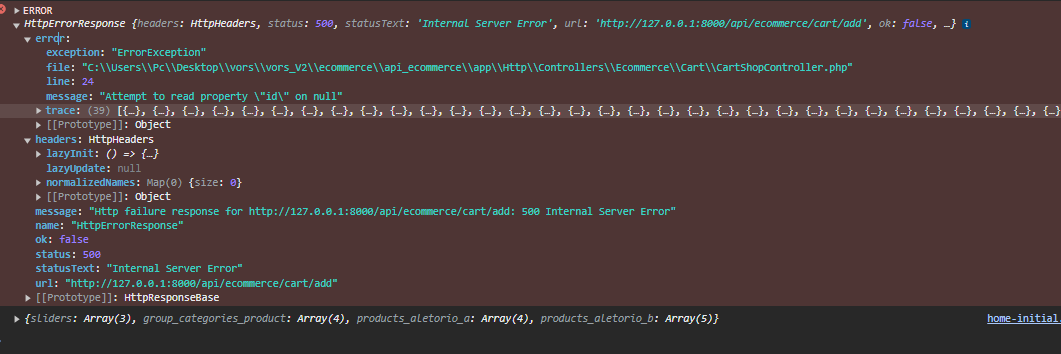 ERROR
HttpErrorResponse {headers: HttpHeaders, status: 500, statusText: 'Internal Server Error', url: 'http://127.0.0.1:8000/api/ecommerce/cart/add', ok: false, …} i
error:
exception: "ErrorException"
file: "C:\\Users\\Pc\\Desktop\\vors\\vors_V2\\ecommerce\\api_ecommerce\\app\\Http\\Controllers\\Ecommerce\\Cart\\CartShopController.php"
line: 24
message: "Attempt to read property \"id\" on null"
trace: (39) [{…}, {…}, {…}, {…}, {…}, {…}, {…}, {…}, {…}, {…}, {…}, {…}, {…}, {…}, {…}, {…}, {…}, {…}, {…}, {…}, {…}, {…}, {…}, {…}, {…}, {…}, {…}, {…}, {…}, {…}, {…}, {…}
[[Prototype]]: Object
headers: HttpHeaders
lazyInit: () => {…}
lazyUpdate: null
normalizedNames: Map(0) {size: 0}
[[Prototype]]: Object
message: "Http failure response for http://127.0.0.1:8000/api/ecommerce/cart/add: 500 Internal Server Error"
name: "HttpErrorResponse"
ok: false
status: 500
statusText: "Internal Server Error"
url: "http://127.0.0.1:8000/api/ecommerce/cart/add"
[[Prototype]]: HttpResponseBase
{sliders: Array(3), group_categories_product: Array(4), products_aletorio_a: Array(4), products_aletorio_b: Array(5)} home-initial.